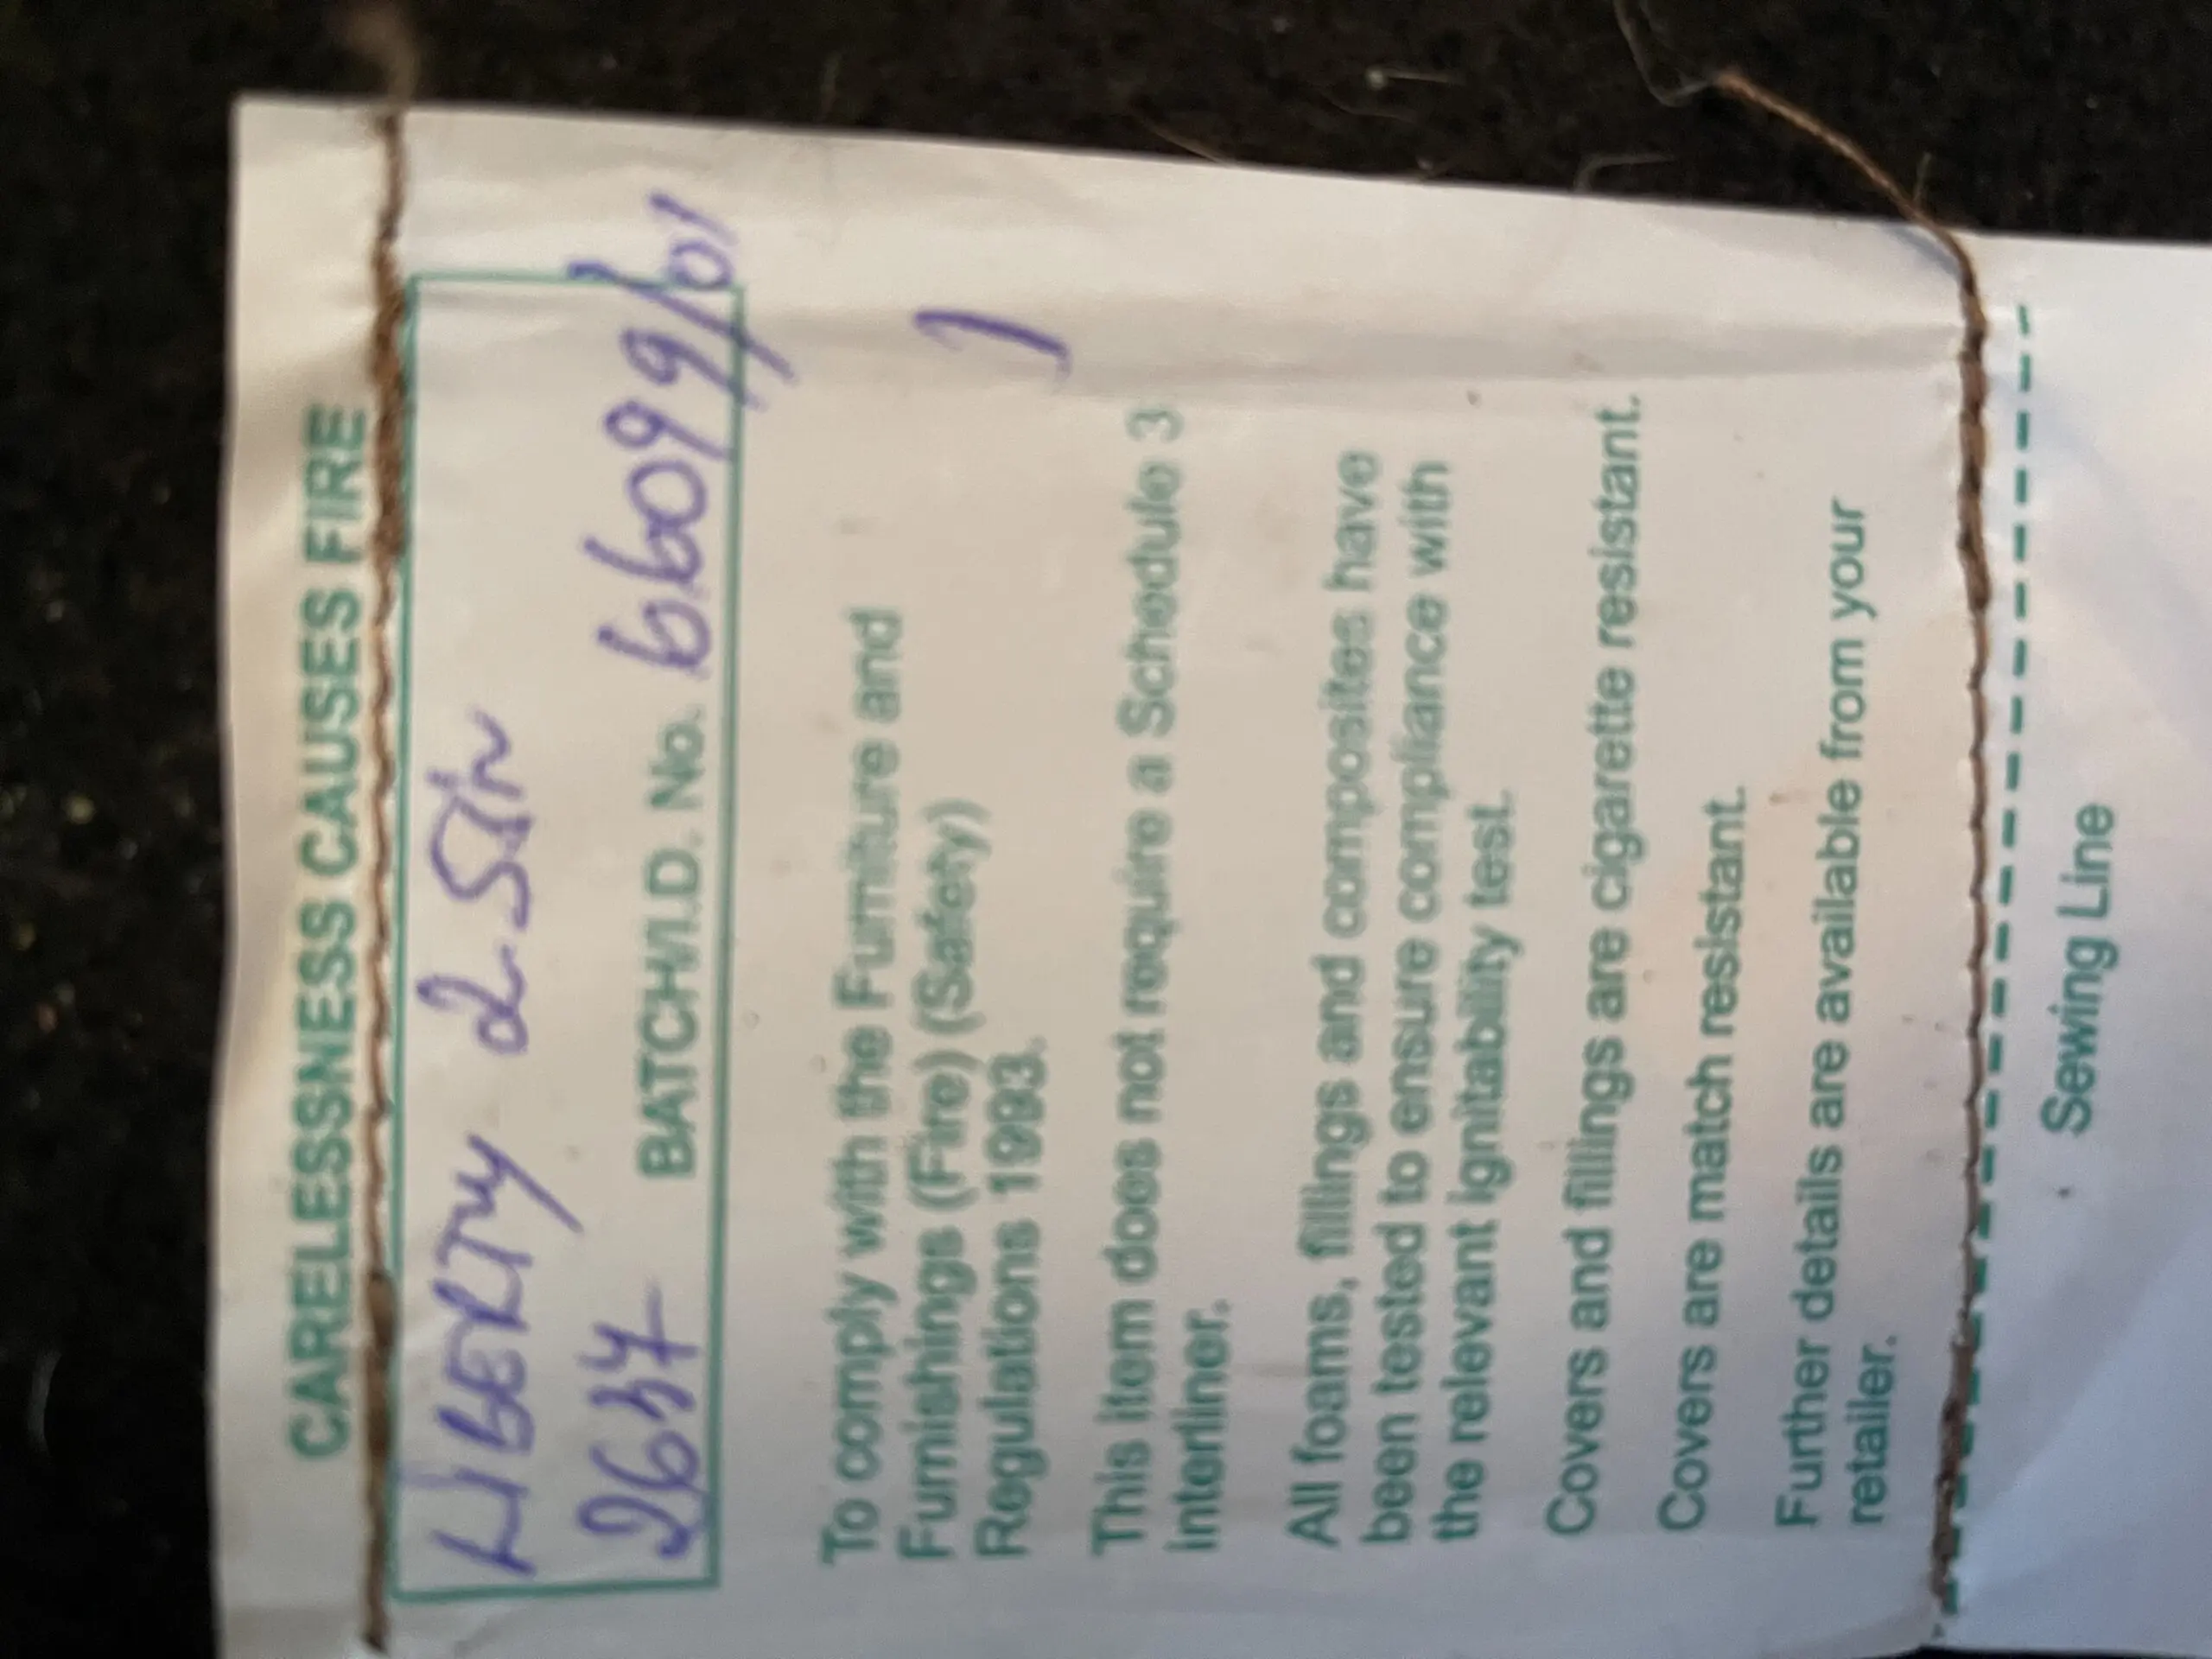 CARELESSNESS CAUSES FIRE
LIBERTY 2-STR
2637 BATCH/I.D. No. 66099/01
To comply with the Furniture and
Furnishings (Fire) (Safety)
Regulations 1993.
This item does not require a Schedule 3
interliner.
All foams, fillings and composites have
been tested to ensure compliance with
the relevant ignitability test.
Covers and fillings are cigarette resistant.
Covers are match resistant.
Further details are available from your
retailer.
Sewing Line